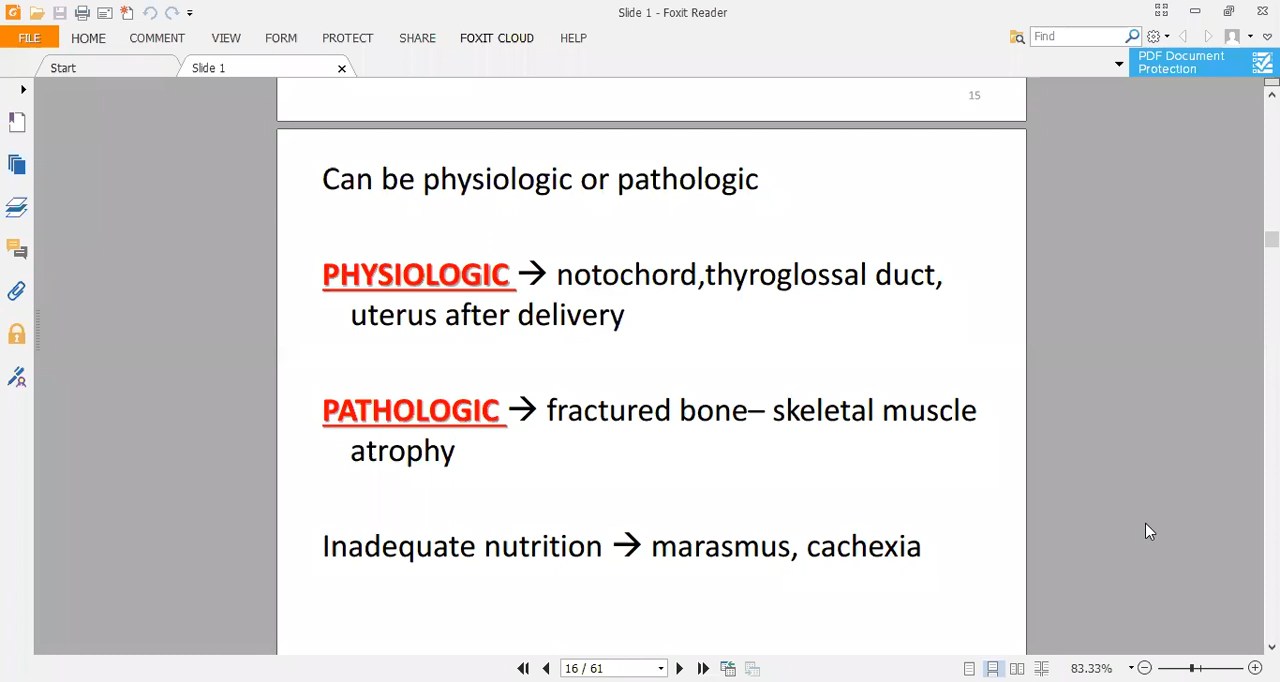 Slide 1 - Foxit Reader
FILE HOME COMMENT VIEW FORM PROTECT SHARE FOXIT CLOUD HELP
Find
Start
Slide 1
PDF Document
Protection
15
Can be physiologic or pathologic
PHYSIOLOGIC → notochord,thyroglossal duct,
uterus after delivery
PATHOLOGIC → fractured bone– skeletal muscle
atrophy
Inadequate nutrition → marasmus, cachexia
16 / 61
83.33%